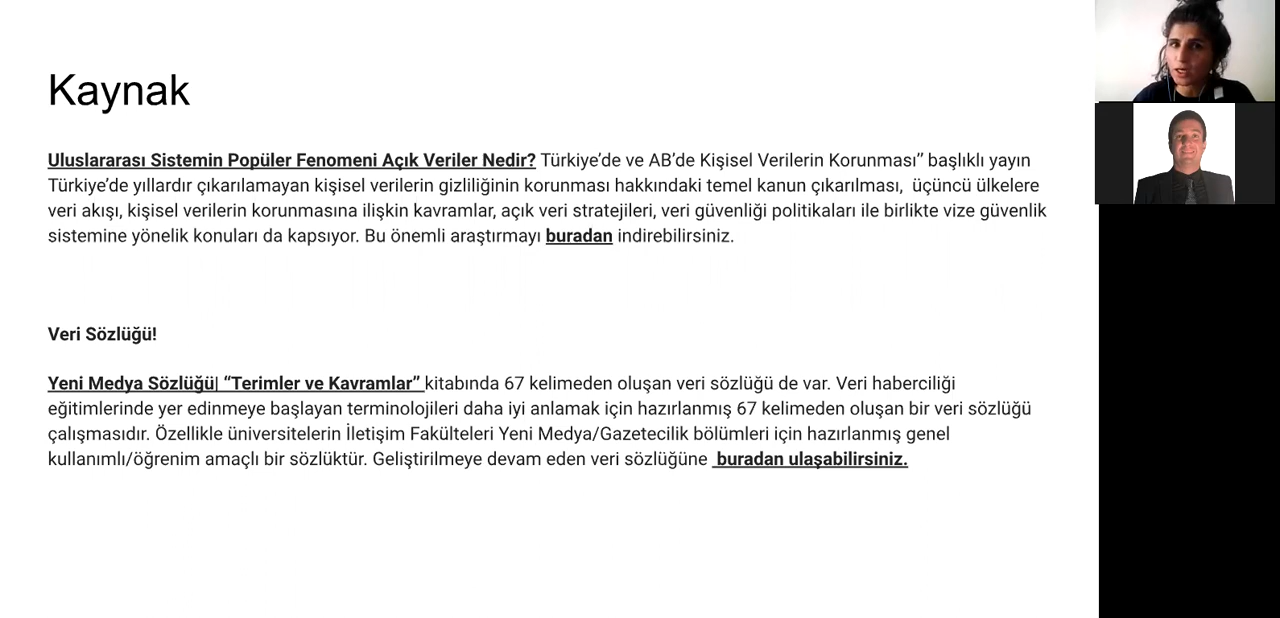 Kaynak
Uluslararası Sistemin Popüler Fenomeni Açık Veriler Nedir? Türkiye’de ve AB’de Kişisel Verilerin Korunması” başlıklı yayın
Türkiye’de yıllardır çıkarılamayan kişisel verilerin gizliliğinin korunması hakkındaki temel kanun çıkarılması, üçüncü ülkelere
veri akışı, kişisel verilerin korunmasına ilişkin kavramlar, açık veri stratejileri, veri güvenliği politikaları ile birlikte vize güvenlik
sistemine yönelik konuları da kapsıyor. Bu önemli araştırmayı buradan indirebilirsiniz.
Veri Sözlüğü!
Yeni Medya Sözlüğü| “Terimler ve Kavramlar” kitabında 67 kelimeden oluşan veri sözlüğü de var. Veri haberciliği
eğitimlerinde yer edinmeye başlayan terminolojileri daha iyi anlamak için hazırlanmış 67 kelimeden oluşan bir veri sözlüğü
çalışmasıdır. Özellikle üniversitelerin İletişim Fakülteleri Yeni Medya/Gazetecilik bölümleri için hazırlanmış genel
kullanımlı/öğrenim amaçlı bir sözlüktür. Geliştirilmeye devam eden veri sözlüğüne buradan ulaşabilirsiniz.